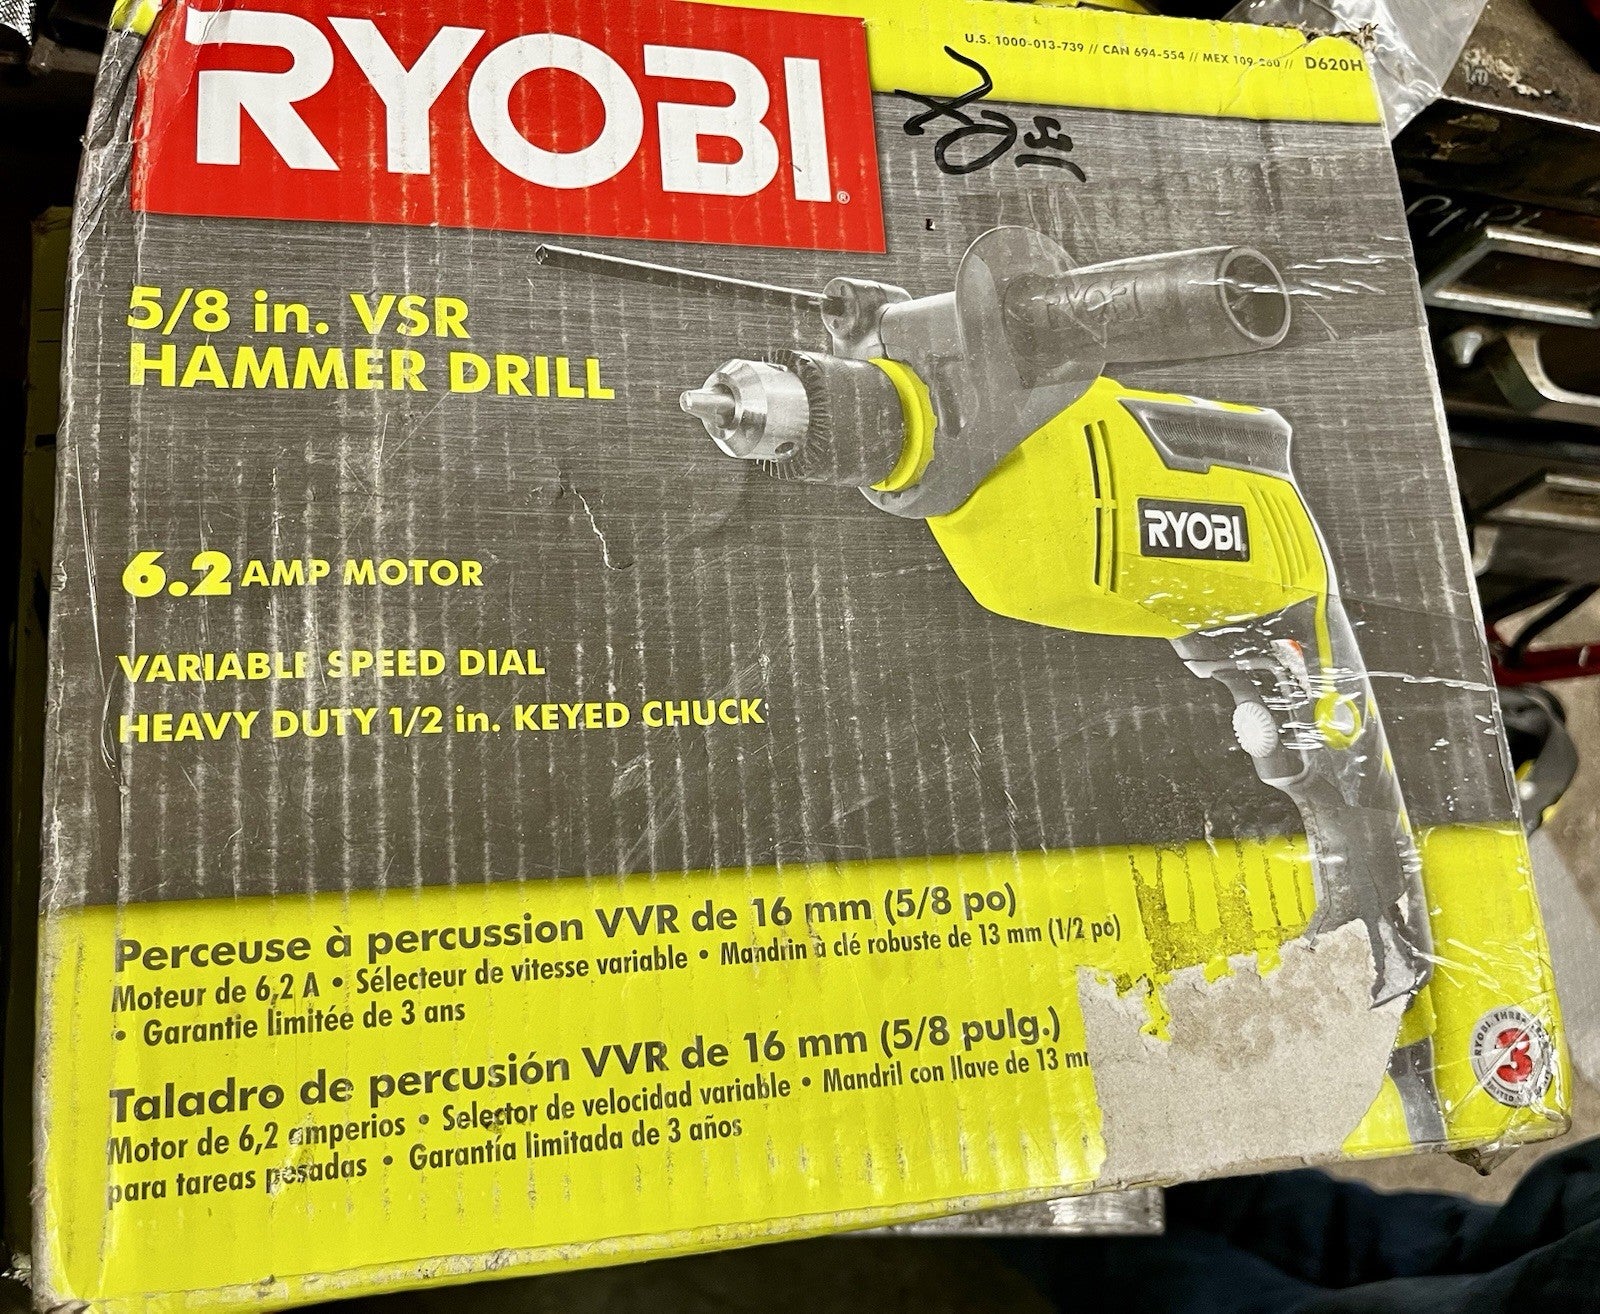 RYOBI®
U.S. 1000-013-739 // CAN 694-554 // MEX 109-260 // D620H
5/8 in. VSR
HAMMER DRILL
RYOBI
RYOBI
6.2 AMP MOTOR
VARIABLE SPEED DIAL
HEAVY DUTY 1/2 in. KEYED CHUCK
Perceuse à percussion VVR de 16 mm (5/8 po)
Moteur de 6,2 A • Sélecteur de vitesse variable • Mandrin à clé robuste de 13 mm (1/2 po)
• Garantie limitée de 3 ans
Taladro de percusión VVR de 16 mm (5/8 pulg.)
Motor de 6,2 amperios • Selector de velocidad variable • Mandril con llave de 13
para tareas pesadas • Garantía limitada de 3 años
RYOBI
3